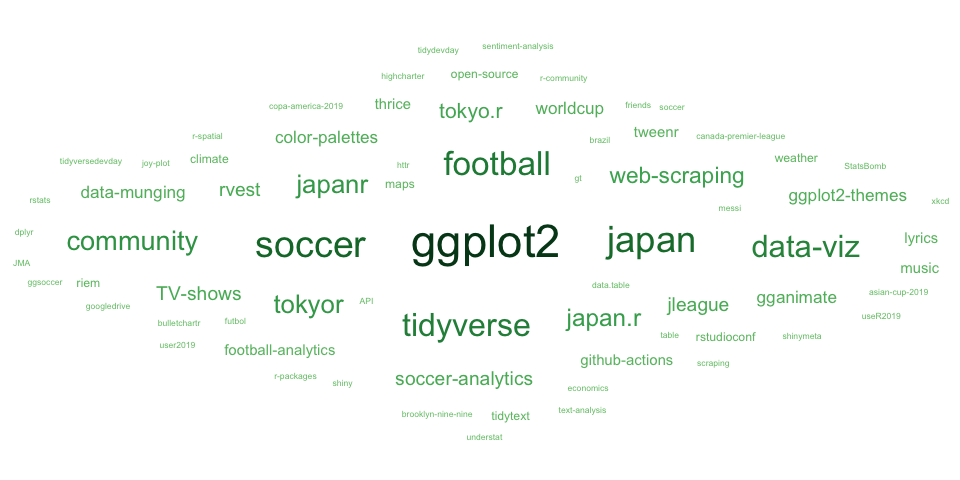 tidydevday sentiment-analysis
highcharter open-source r-community
copa-america-2019 thrice tokyo.r worldcup friends soccer
r-spatial color-palettes brazil tweenr canada-premier-league
tidyversedevday joy-plot climate httr football weather StatsBomb
rstats data-munging rvest japanr maps gt web-scraping ggplot2-themes xkcd
messi
dplyr community soccer ggplot2 japan data-viz lyrics
JMA music
ggsoccer riem data.table
googledrive TV-shows tokyor API jleague gganimate asian-cup-2019
bulletchartr futbol tidyverse japan.r useR2019
user2019 football-analytics table rstudioconf shinymeta
github-actions scraping
r-packages shiny soccer-analytics economics
brooklyn-nine-nine tidytext text-analysis
understat